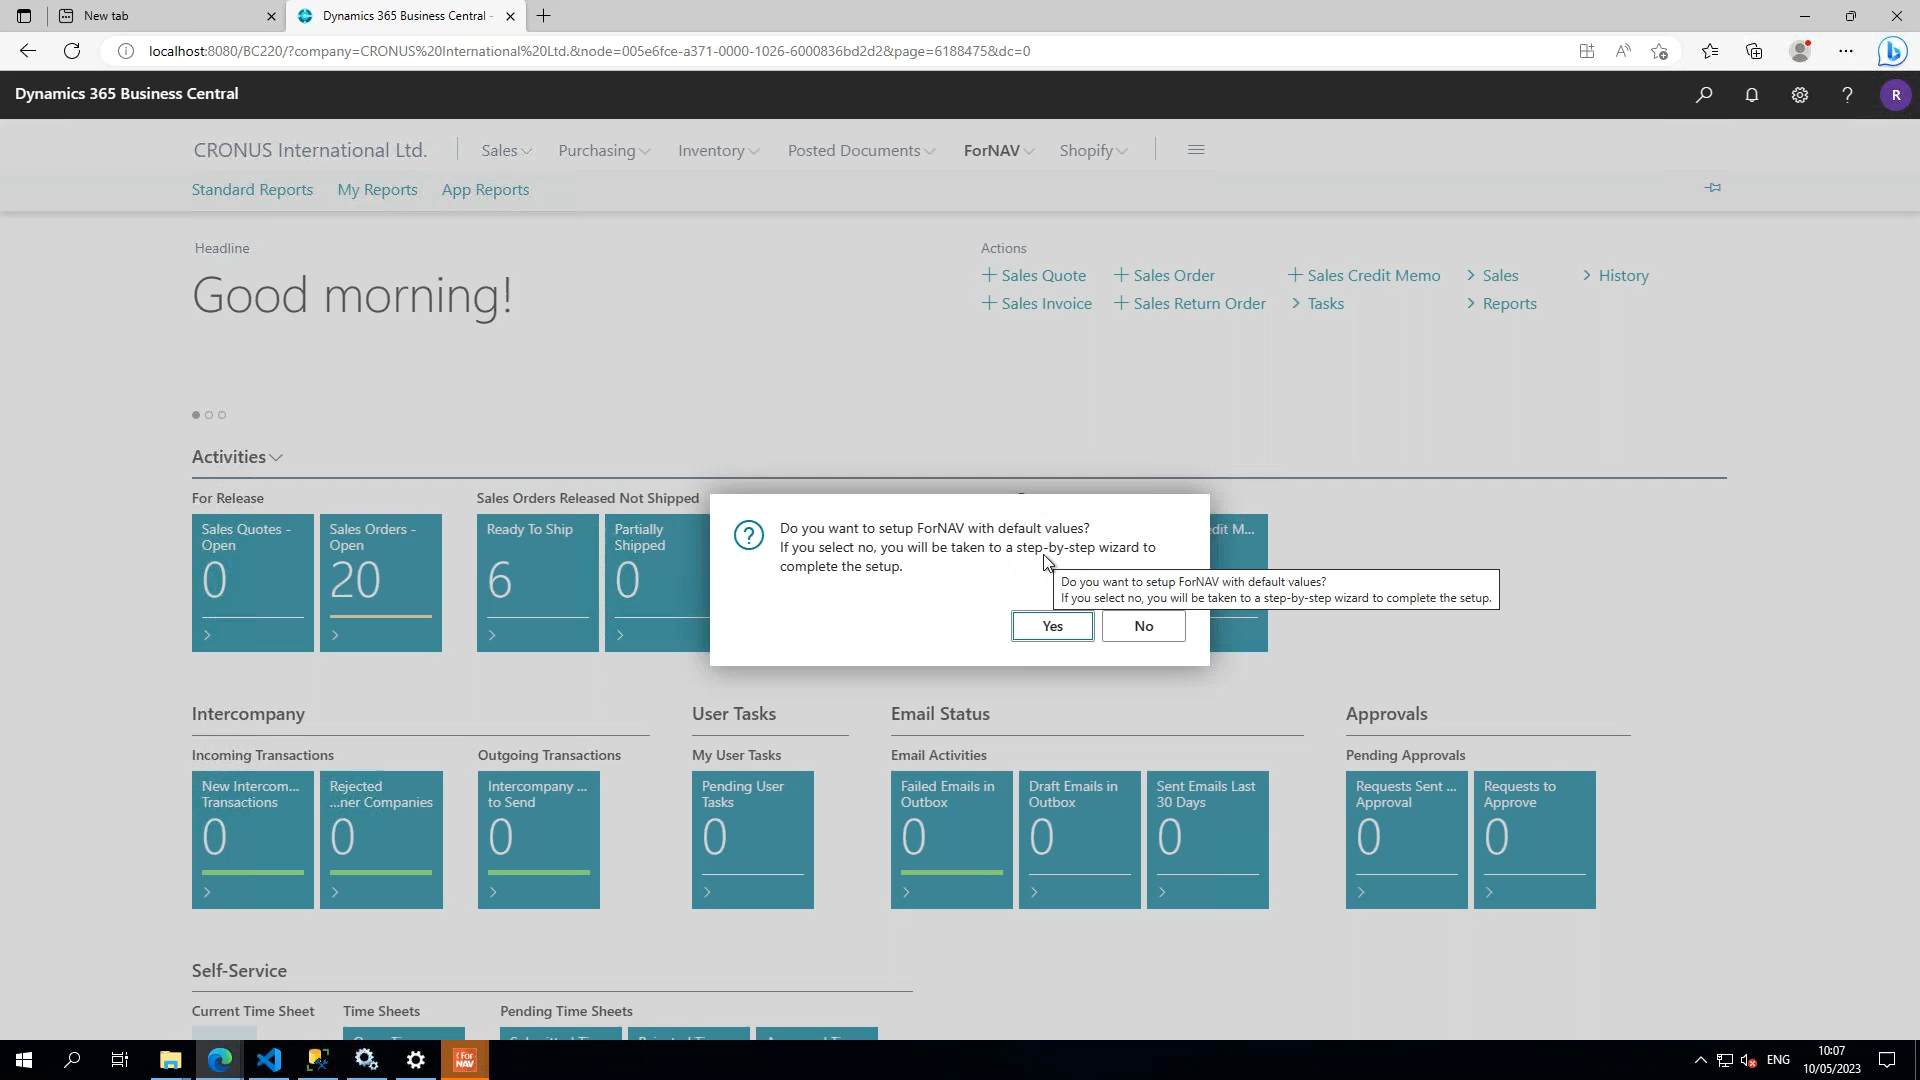 New tab
Dynamics 365 Business Central -
localhost:8080/BC220/?company=CRONUS%20International%20Ltd.&node=005e6fce-a371-0000-1026-6000836bd2d2&page=6188475&dc=0
Dynamics 365 Business Central
R
CRONUS International Ltd.
Sales
Purchasing
Inventory
Posted Documents
ForNAV
Shopify
Standard Reports
My Reports
App Reports
Headline
Good morning!
Actions
Sales Quote
Sales Order
Sales Credit Memo
Sales
History
Sales Invoice
Sales Return Order
Tasks
Reports
Activities
For Release
Sales Orders Released Not Shipped
Sales Quotes -
Open
0
Sales Orders -
Open
20
Ready To Ship
6
Partially
Shipped
0
Do you want to setup ForNAV with default values?
If you select no, you will be taken to a step-by-step wizard to
complete the setup.
Do you want to setup ForNAV with default values?
If you select no, you will be taken to a step-by-step wizard to complete the setup.
Yes
No
Intercompany
User Tasks
Email Status
Approvals
Incoming Transactions
Outgoing Transactions
My User Tasks
Email Activities
Pending Approvals
New Intercom...
Transactions
0
Rejected
...ner Companies
0
Intercompany ...
to Send
0
Pending User
Tasks
0
Failed Emails in
Outbox
0
Draft Emails in
Outbox
0
Sent Emails Last
30 Days
0
Requests Sent ...
Approval
0
Requests to
Approve
0
Self-Service
Current Time Sheet
Time Sheets
Pending Time Sheets
{For
NAV
ENG
10:07
10/05/2023